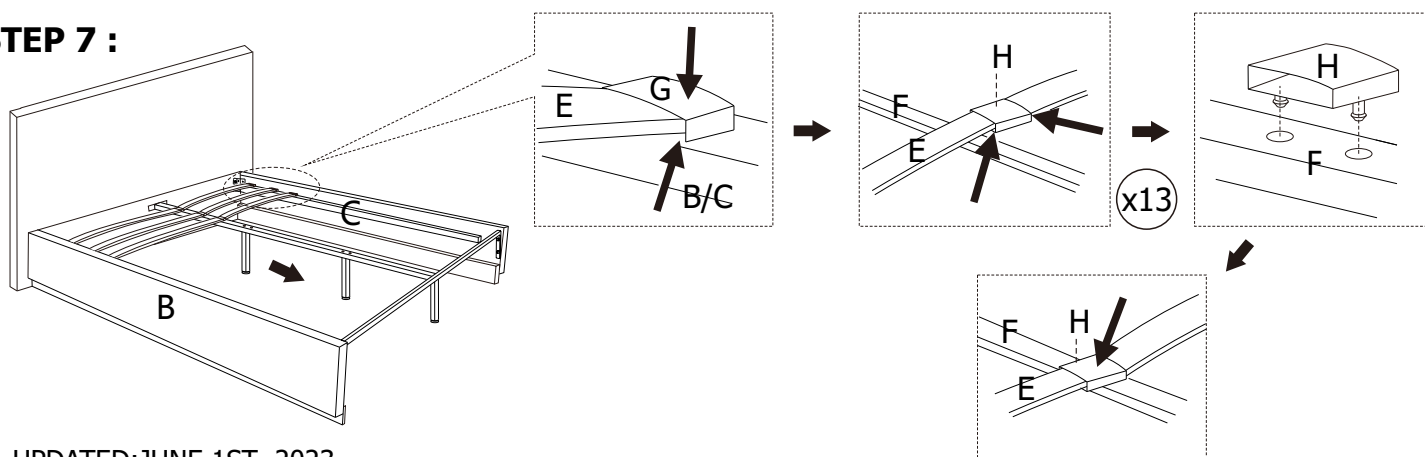 STEP 7 :
G
E
B/C
H
F
E
x13
H
F
C
B
F
H
E
UPDATED:JUNE 1ST, 2023